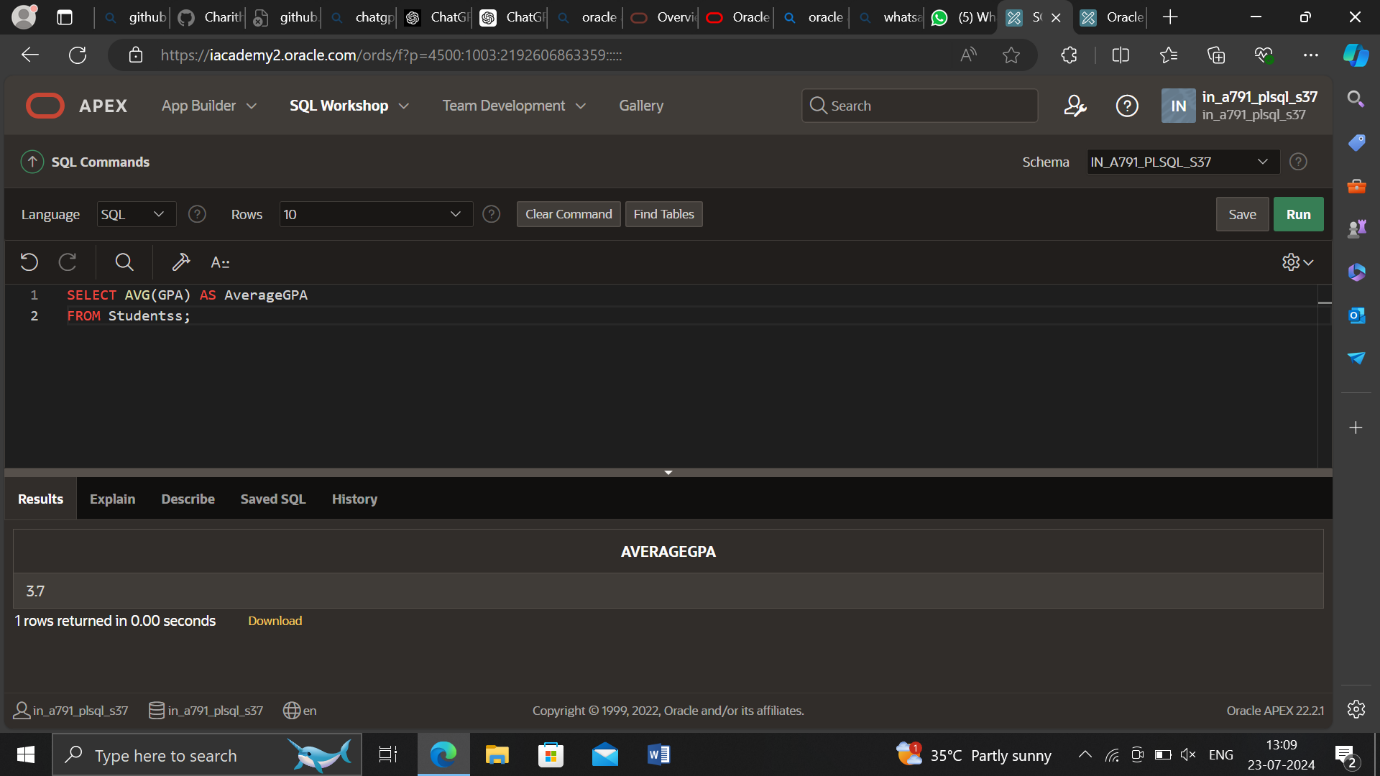 github
Charith
github
chatgp
ChatGP
ChatGP
oracle
Overvi
Oracle
oracle
whatsa
(5) Wh
Oracle
https://iacademy2.oracle.com/ords/f?p=4500:1003:2192606863359:::::
APEX App Builder SQL Workshop Team Development Gallery Search IN in_a791_plsql_s37
in_a791_plsql_s37
SQL Commands Schema IN_A791_PLSQL_S37
Language SQL Rows 10 Clear Command Find Tables Save Run
1 SELECT AVG(GPA) AS AverageGPA
2 FROM Studentss;
Results Explain Describe Saved SQL History
AVERAGEGPA
3.7
1 rows returned in 0.00 seconds Download
in_a791_plsql_s37 in_a791_plsql_s37 en Copyright © 1999, 2022, Oracle and/or its affiliates. Oracle APEX 22.2.1
Type here to search 1 35°C Partly sunny ENG 13:09
23-07-2024 2